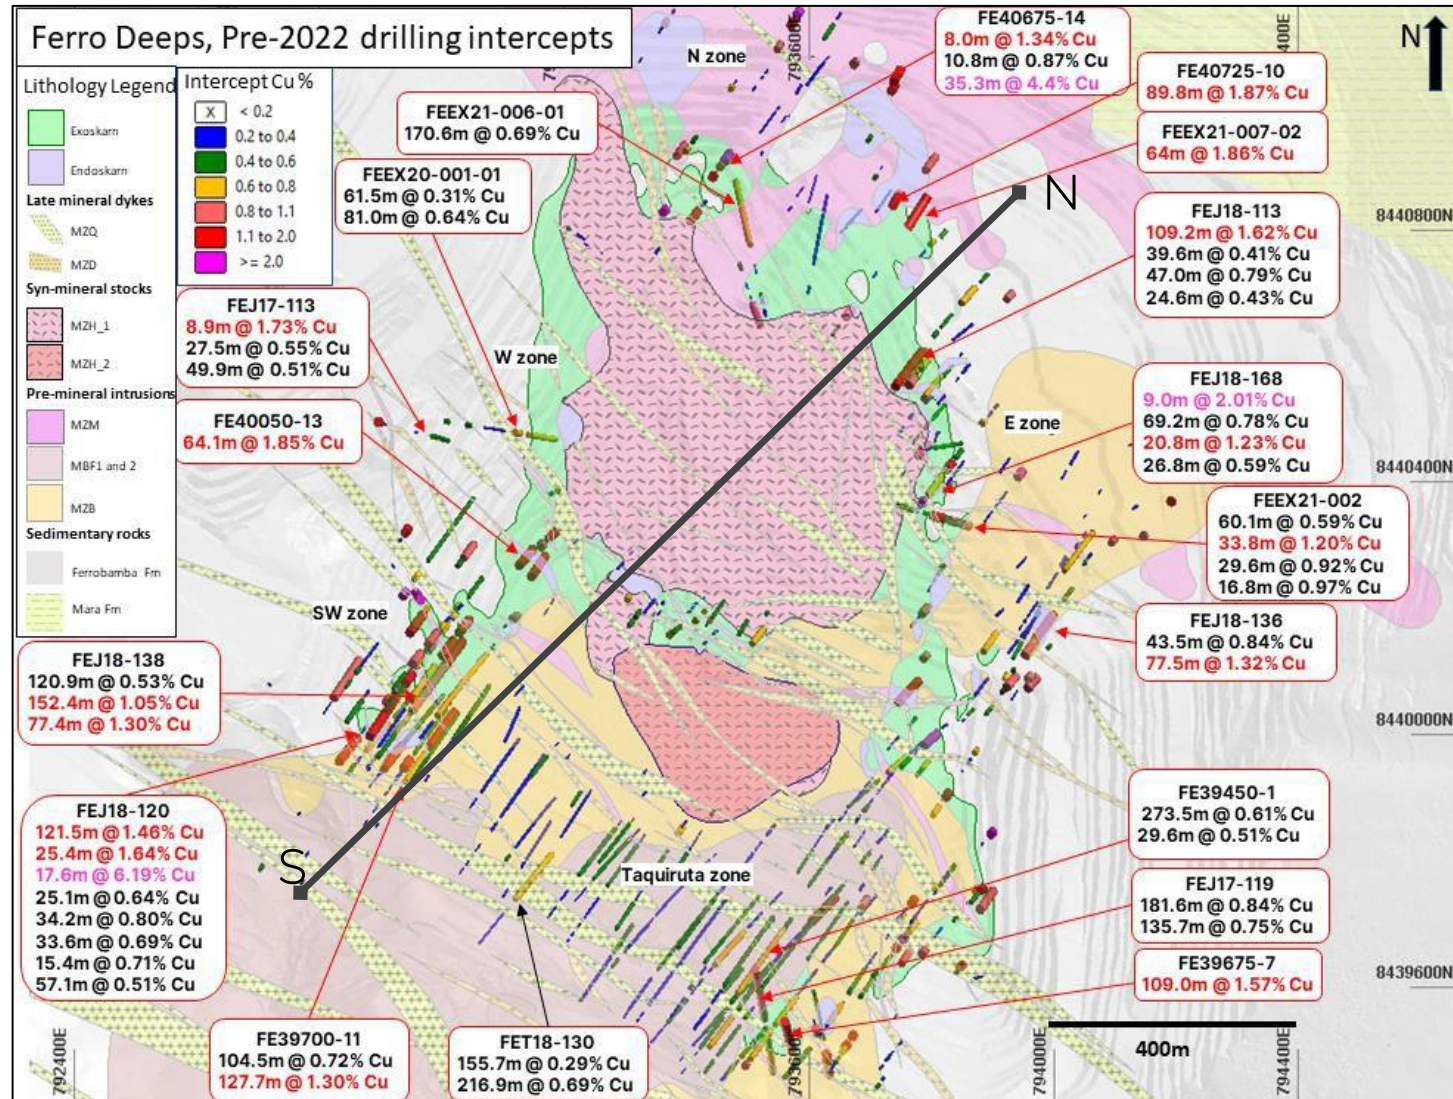 Ferro Deeps, Pre-2022 drilling intercepts
Lithology Legend
Exoskarn
Endoskarn
Late mineral dykes
MZQ
MZD
Syn-mineral stocks
MZH_1
MZH_2
Pre-mineral intrusions
MZM
MBF1 and 2
MZB
Sedimentary rocks
Ferrobamba Fm
Mara Fm
Intercept Cu %
X < 0.2
0.2 to 0.4
0.4 to 0.6
0.6 to 0.8
0.8 to 1.1
1.1 to 2.0
>= 2.0
N zone
793600E
N
FE40675-14
8.0m @ 1.34% Cu
10.8m @ 0.87% Cu
35.3m @ 4.4% Cu
FE40725-10
89.8m @ 1.87% Cu
FEEX21-006-01
170.6m @ 0.69% Cu
FEEX21-007-02
64m @ 1.86% Cu
FEEX20-001-01
61.5m @ 0.31% Cu
81.0m @ 0.64% Cu
N
8440800N
FEJ18-113
109.2m @ 1.62% Cu
39.6m @ 0.41% Cu
47.0m @ 0.79% Cu
24.6m @ 0.43% Cu
FEJ17-113
8.9m @ 1.73% Cu
27.5m @ 0.55% Cu
49.9m @ 0.51% Cu
W zone
FEJ18-168
9.0m @ 2.01% Cu
69.2m @ 0.78% Cu
20.8m @ 1.23% Cu
26.8m @ 0.59% Cu
FE40050-13
64.1m @ 1.85% Cu
E zone
8440400N
FEEX21-002
60.1m @ 0.59% Cu
33.8m @ 1.20% Cu
29.6m @ 0.92% Cu
16.8m @ 0.97% Cu
SW zone
FEJ18-136
43.5m @ 0.84% Cu
77.5m @ 1.32% Cu
FEJ18-138
120.9m @ 0.53% Cu
152.4m @ 1.05% Cu
77.4m @ 1.30% Cu
8440000N
FEJ18-120
121.5m @ 1.46% Cu
25.4m @ 1.64% Cu
17.6m @ 6.19% Cu
25.1m @ 0.64% Cu
34.2m @ 0.80% Cu
33.6m @ 0.69% Cu
15.4m @ 0.71% Cu
57.1m @ 0.51% Cu
S
Taquiruta zone
FE39450-1
273.5m @ 0.61% Cu
29.6m @ 0.51% Cu
FEJ17-119
181.6m @ 0.84% Cu
135.7m @ 0.75% Cu
FE39675-7
109.0m @ 1.57% Cu
8439600N
FE39700-11
104.5m @ 0.72% Cu
127.7m @ 1.30% Cu
FET18-130
155.7m @ 0.29% Cu
216.9m @ 0.69% Cu
400m
792400E
794000E
794400E